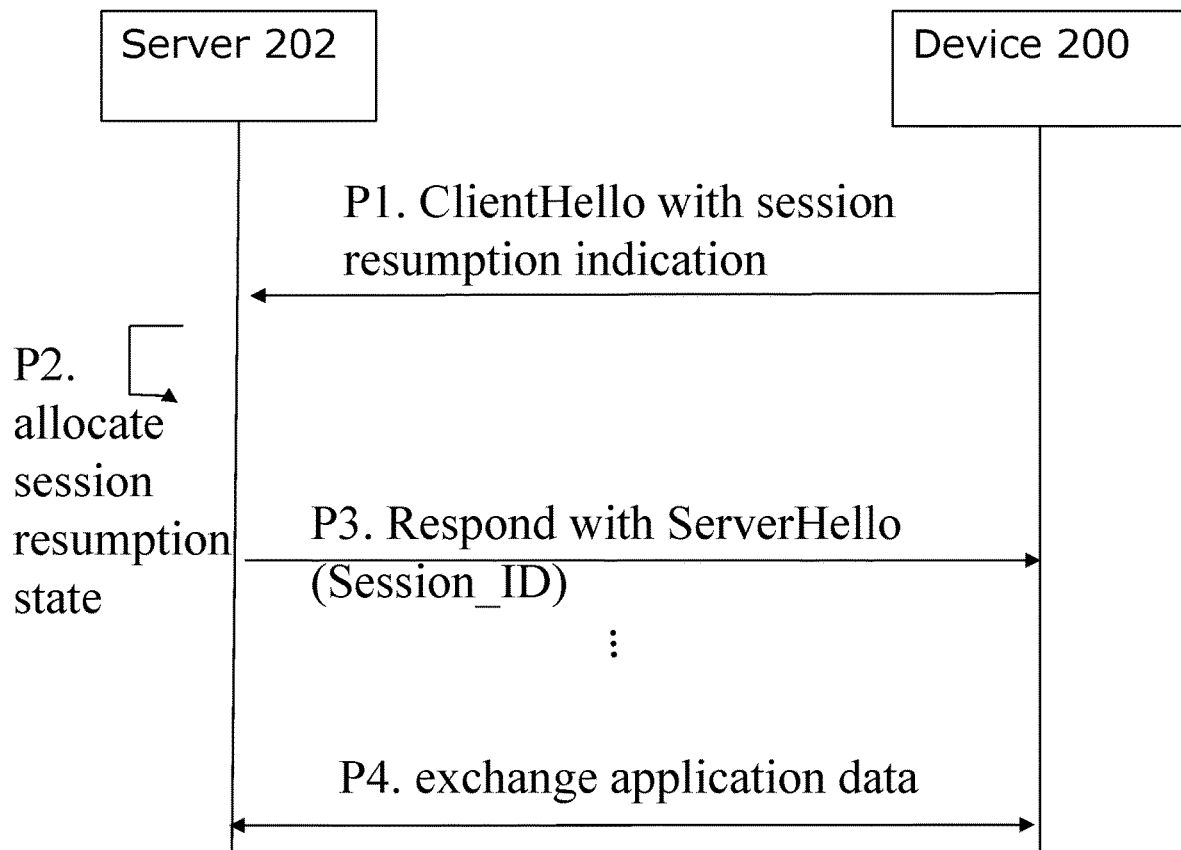 Server 202
Device 200
P1. ClientHello with session
resumption indication
P2.
allocate
session
resumption
state
P3. Respond with ServerHello
(Session_ID)
...
P4. exchange application data